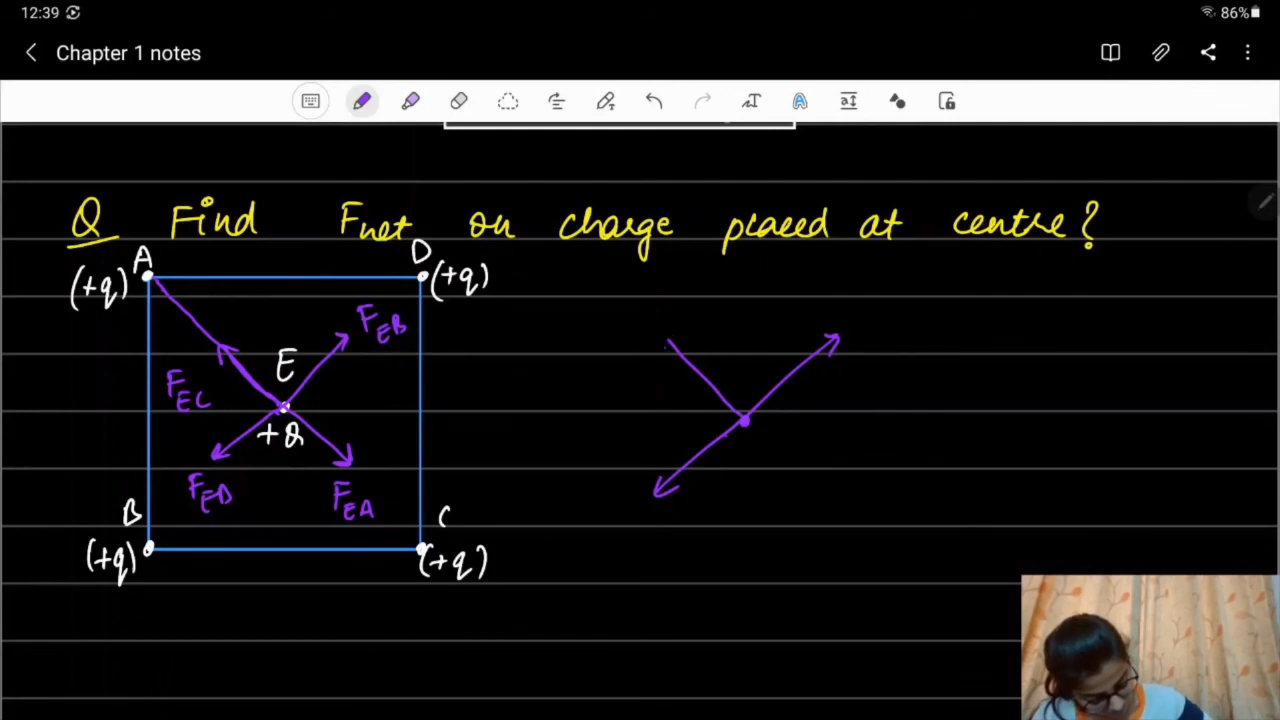 12:39 86%
Chapter 1 notes
Q Find Fnet on charge placed at centre?
A D
(+q) (+q)
FEB
E
FEC
+Q
FED FEA
B C
(+q) (+q)